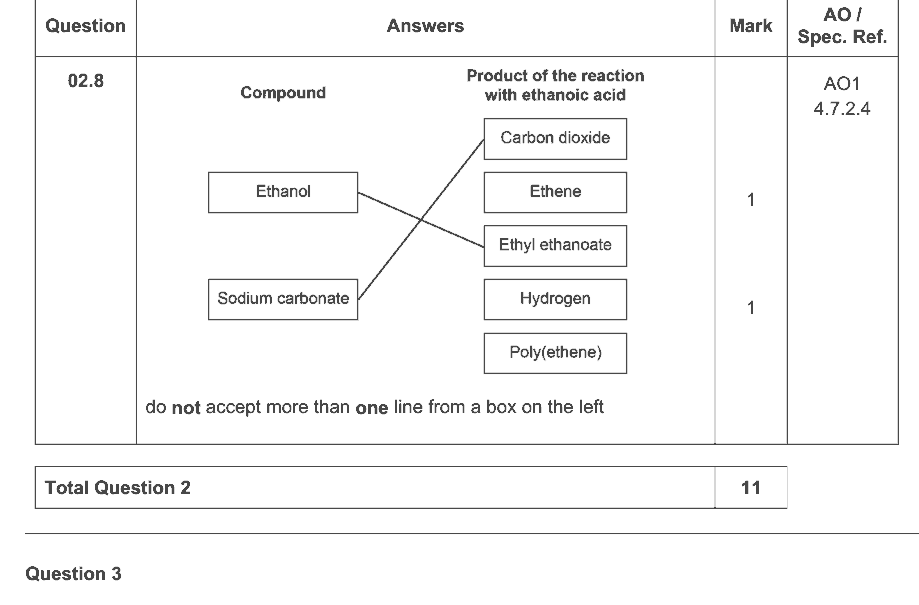 Question Answers Mark AO /
Spec. Ref.
02.8
Compound
Product of the reaction
with ethanoic acid
AO1
4.7.2.4
Carbon dioxide
Ethanol
Ethene
1
Ethyl ethanoate
Sodium carbonate
Hydrogen
1
Poly(ethene)
do not accept more than one line from a box on the left
Total Question 2 11
Question 3